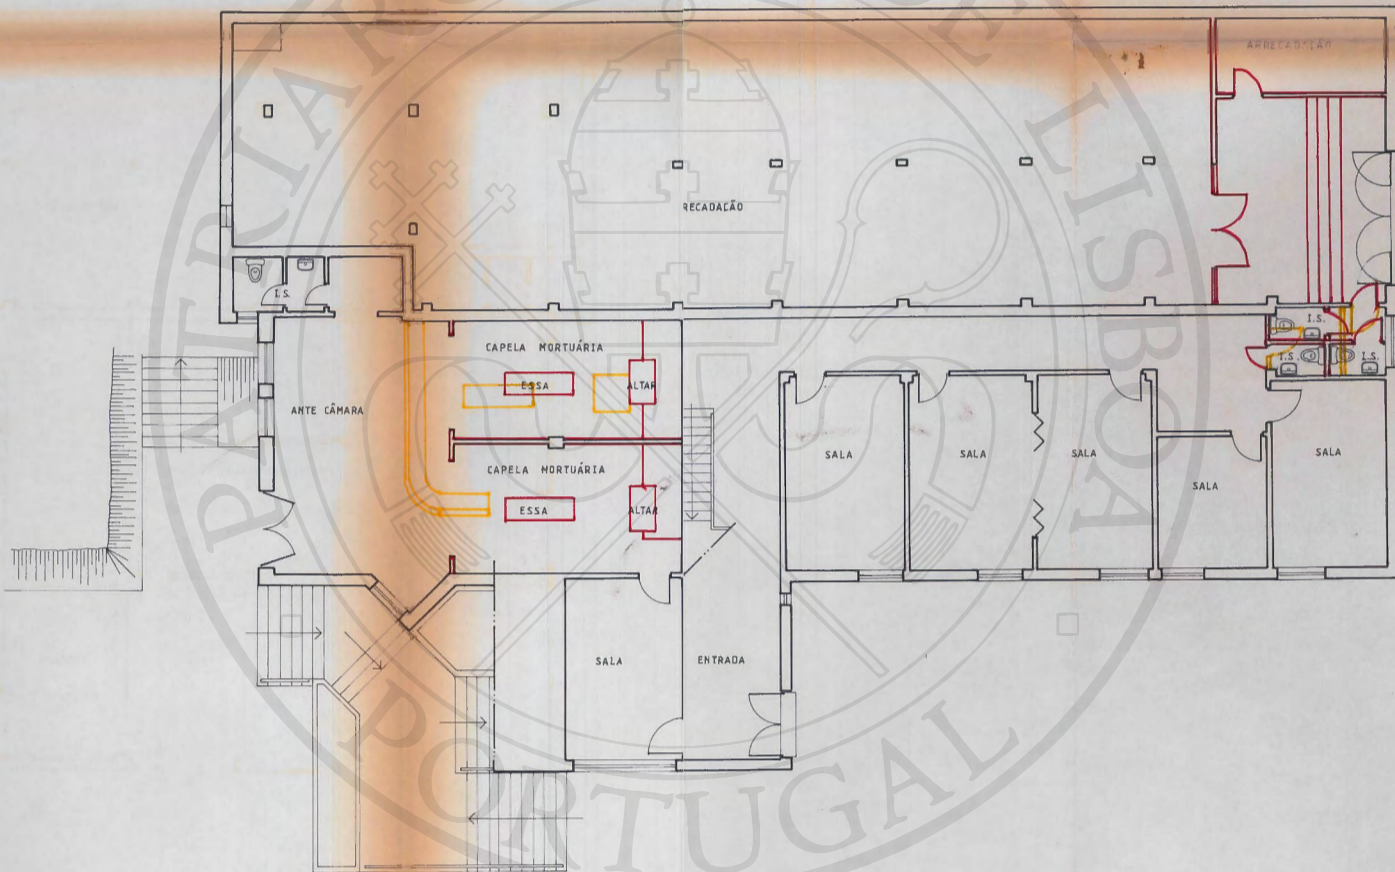 ARRECADAÇÃO
RECADAÇÃO
I.S.
I.S.
I.S.
I.S.
CAPELA MORTUÁRIA
ESSA
ALTAR
ANTE CÂMARA
CAPELA MORTUÁRIA
ESSA
ALTAR
SALA
SALA
SALA
SALA
SALA
SALA
ENTRADA
PATRIARCADO DE LISBOA
PORTUGAL